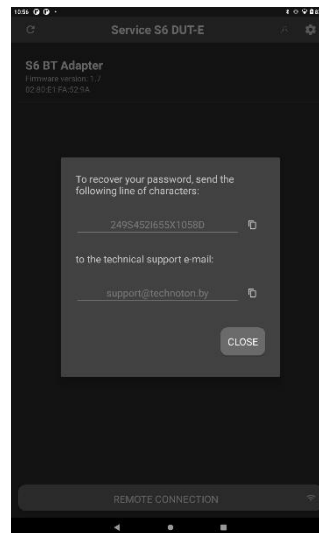 10:56
Service S6 DUT-E
S6 BT Adapter
Firmware version: 1.7
02:80:E1:FA:52:9A
To recover your password, send the
following line of characters:
249S452I655X1058D
to the technical support e-mail:
support@technoton.by
CLOSE
REMOTE CONNECTION